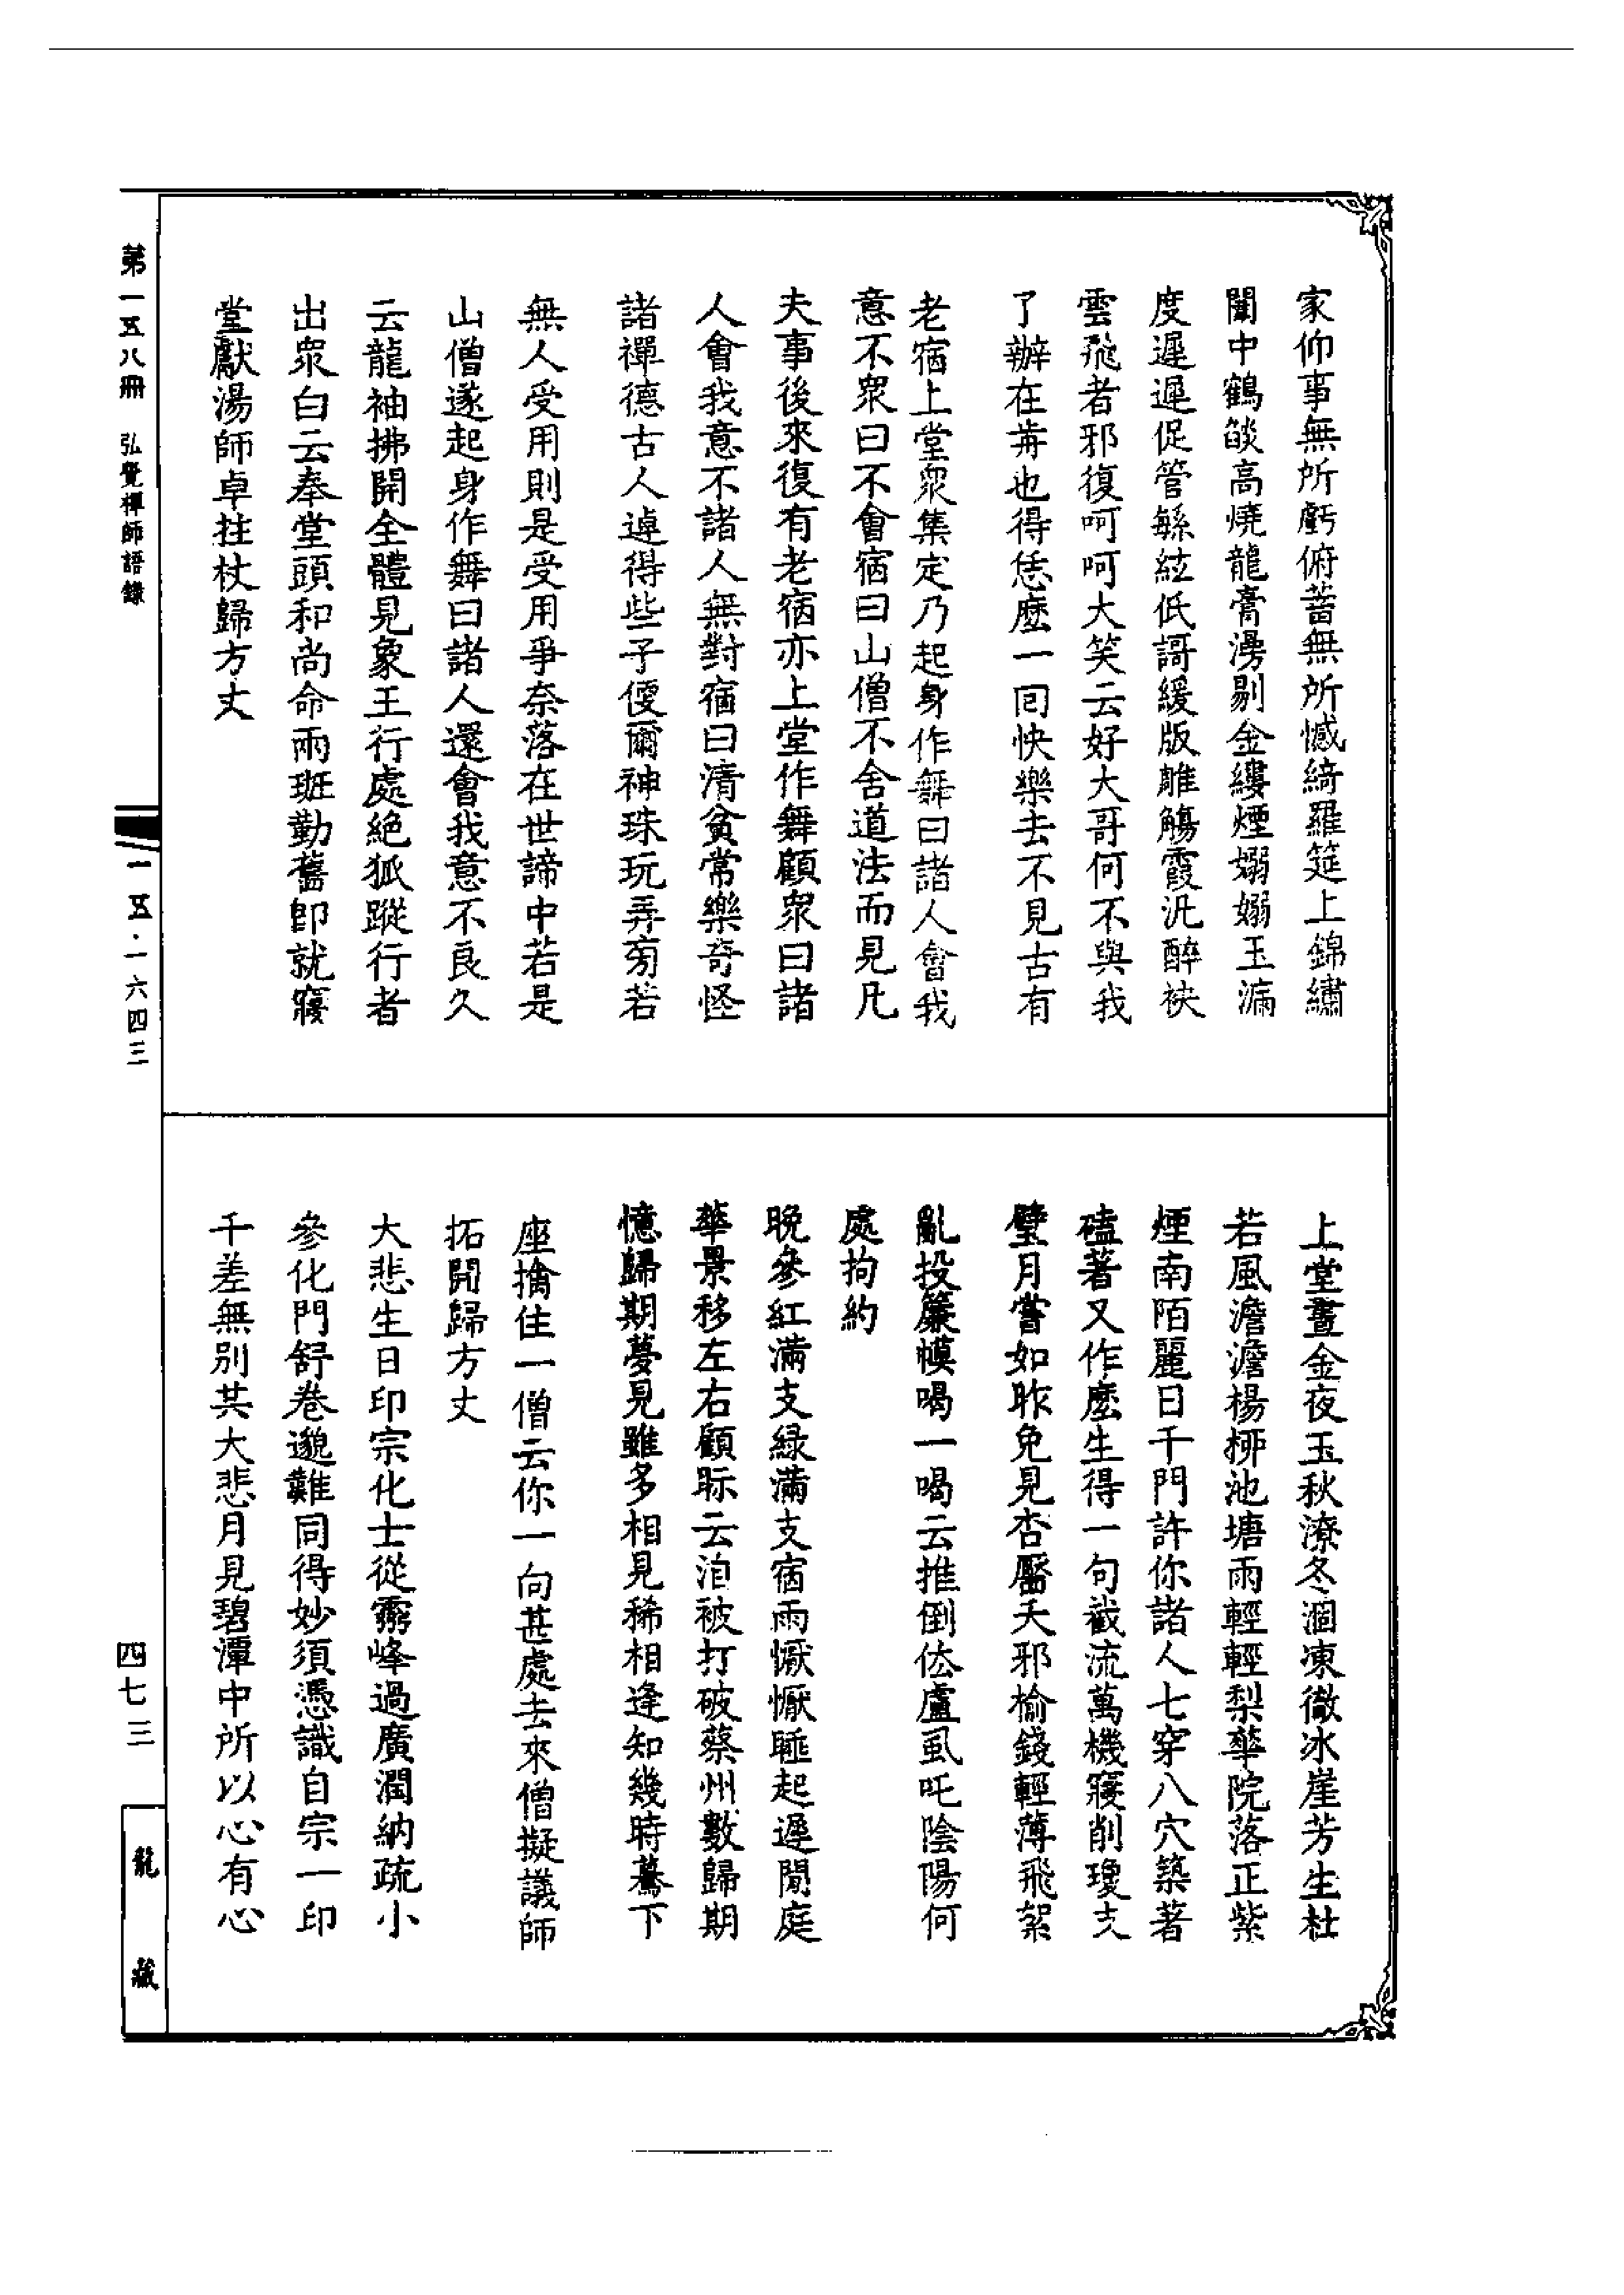 家仰事無所虧俯蓄無所憾綺羅筵上錦繡
闈中鶴燄高燒龍膏湧剔金縷煙嫋嫋玉漏
度遲遲促管繇絃低謌緩版雕觴霞汎醉袂
雲飛者邪復呵呵大笑云好大哥何不與我
了辦在肯也得恁麼一回快樂去不見古有
老宿上堂眾集定乃起身作舞曰諸人會我
意不眾曰不會宿曰山僧不舍道法而見凡
夫事後來復有老宿亦上堂作舞顧眾曰諸
人會我意不諸人無對宿曰清貧常樂奇怪
諸禪德古人逴得些子便爾神珠玩弄旁若
無人受用則是受用爭奈落在世諦中若是
山僧遂起身作舞曰諸人還會我意不良久
云龍袖拂開全體見象王行處絕狐蹤行者
出眾白云奉堂頭和尚命兩班勤舊卽就寢
堂獻湯師卓拄杖歸方丈
上堂晝金夜玉秋潦冬涸凍徹冰崖芳生杜
若風澹澹楊柳池塘雨輕輕梨華院落正紫
煙南陌麗日千門許你諸人七穿八穴築著
磕著又作麼生得一句截流萬機寢削瓊支
璧月嘗如昨免見杏靨夭邪榆錢輕薄飛絮
亂投簾幙喝一喝云推倒佉盧虱吒陰陽何
處拘約
晚參紅滿支綠滿支宿雨懨懨睡起遲閒庭
華景移左右顧眎云洎被打破蔡州數歸期
憶歸期夢見雖多相見稀相逢知幾時驀下
座擒住一僧云你一向甚處去來僧擬議師
拓開歸方丈
大悲生日印宗化士從霛峰過廣潤納疏小
參化門舒卷邈難同得妙須憑識自宗一印
千差無別共大悲月見碧潭中所以心有心
第一五八冊　弘覺禪師語錄
一五·一六四三
四七三
龍藏